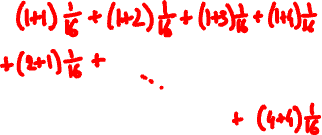 (1+1) 1/16 + (1+2) 1/16 + (1+3) 1/16 + (1+4) 1/16
+ (2+1) 1/16 +
...
+ (4+4) 1/16